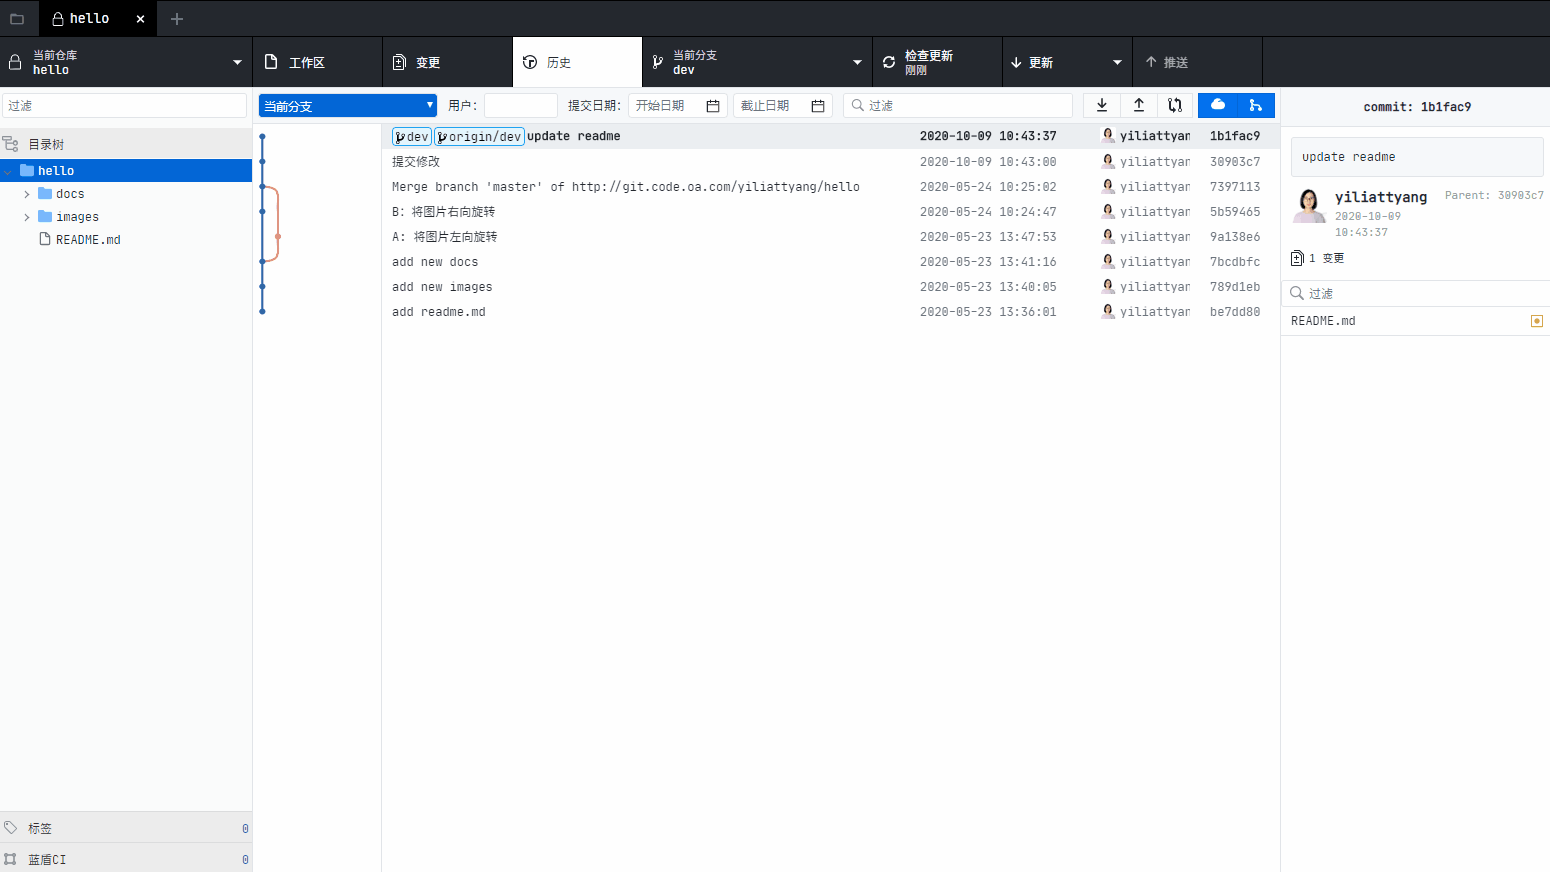 hello
当前仓库
hello
工作区
变更
历史
当前分支
dev
检查更新
刚刚
更新
推送
过滤
当前分支
用户:
提交日期:
开始日期
截止日期
过滤
commit: 1b1fac9
目录树
hello
docs
images
README.md
dev origin/dev update readme 2020-10-09 10:43:37 yiliattyan 1b1fac9
提交修改 2020-10-09 10:43:00 yiliattyan 30903c7
Merge branch 'master' of http://git.code.oa.com/yiliattyang/hello 2020-05-24 10:25:02 yiliattyan 7397113
B: 将图片右向旋转 2020-05-24 10:24:47 yiliattyan 5b59465
A: 将图片左向旋转 2020-05-23 13:47:53 yiliattyan 9a138e6
add new docs 2020-05-23 13:41:16 yiliattyan 7bcdbfc
add new images 2020-05-23 13:40:05 yiliattyan 789d1eb
add readme.md 2020-05-23 13:36:01 yiliattyan be7dd80
update readme
yiliattyang
Parent: 30903c7
2020-10-09
10:43:37
1 变更
过滤
README.md
标签 0
蓝盾CI 0